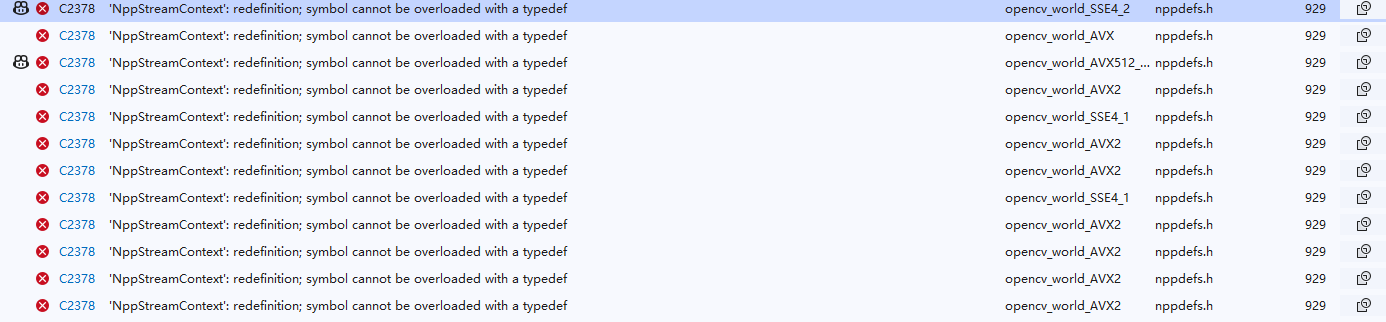 C2378 'NppStreamContext': redefinition; symbol cannot be overloaded with a typedef opencv_world_SSE4_2 nppdefs.h 929
C2378 'NppStreamContext': redefinition; symbol cannot be overloaded with a typedef opencv_world_AVX nppdefs.h 929
C2378 'NppStreamContext': redefinition; symbol cannot be overloaded with a typedef opencv_world_AVX512_... nppdefs.h 929
C2378 'NppStreamContext': redefinition; symbol cannot be overloaded with a typedef opencv_world_AVX2 nppdefs.h 929
C2378 'NppStreamContext': redefinition; symbol cannot be overloaded with a typedef opencv_world_SSE4_1 nppdefs.h 929
C2378 'NppStreamContext': redefinition; symbol cannot be overloaded with a typedef opencv_world_AVX2 nppdefs.h 929
C2378 'NppStreamContext': redefinition; symbol cannot be overloaded with a typedef opencv_world_AVX2 nppdefs.h 929
C2378 'NppStreamContext': redefinition; symbol cannot be overloaded with a typedef opencv_world_SSE4_1 nppdefs.h 929
C2378 'NppStreamContext': redefinition; symbol cannot be overloaded with a typedef opencv_world_AVX2 nppdefs.h 929
C2378 'NppStreamContext': redefinition; symbol cannot be overloaded with a typedef opencv_world_AVX2 nppdefs.h 929
C2378 'NppStreamContext': redefinition; symbol cannot be overloaded with a typedef opencv_world_AVX2 nppdefs.h 929
C2378 'NppStreamContext': redefinition; symbol cannot be overloaded with a typedef opencv_world_AVX2 nppdefs.h 929